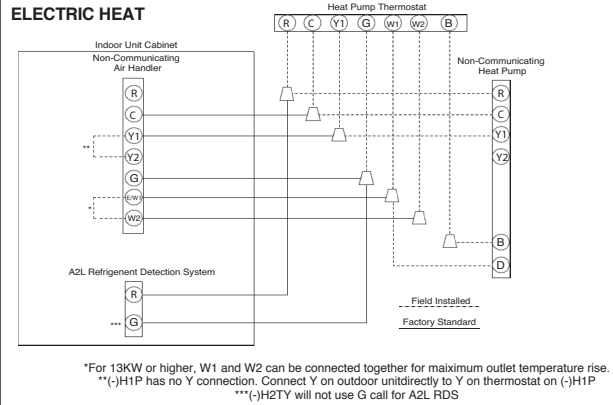 ELECTRIC HEAT
Heat Pump Thermostat
R C Y1 G W1 W2 B
Indoor Unit Cabinet
Non-Communicating
Air Handler
R
C
Y1
**
Y2
G
E/W1
*
W2
Non-Communicating
Heat Pump
R
C
Y1
Y2
B
D
A2L Refrigenent Detection System
R
*** G
Field Installed
Factory Standard
*For 13KW or higher, W1 and W2 can be connected together for maiximum outlet temperature rise.
**(-)H1P has no Y connection. Connect Y on outdoor unitdirectly to Y on thermostat on (-)H1P
***(-)H2TY will not use G call for A2L RDS